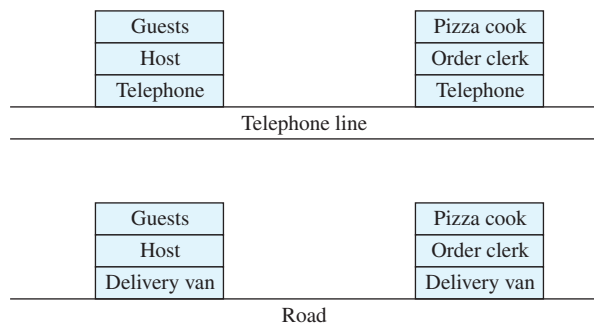 Guests
Pizza cook
Host
Order clerk
Telephone
Telephone
Telephone line
Guests
Pizza cook
Host
Order clerk
Delivery van
Delivery van
Road